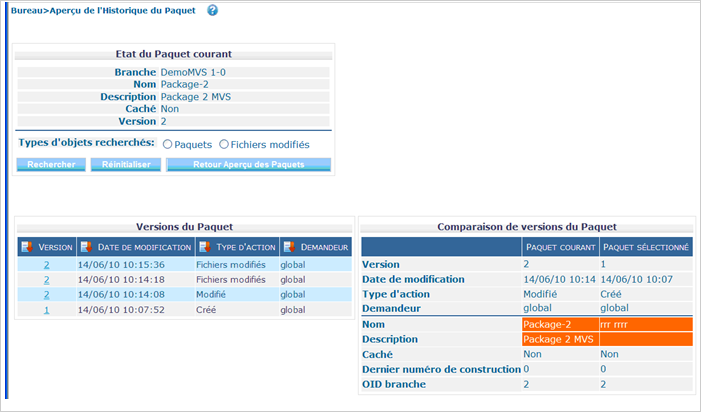 Bureau>Aperçu de l'Historique du Paquet
Etat du Paquet courant
Branche DemoMVS 1-0
Nom Package-2
Description Package 2 MVS
Caché Non
Version 2
Types d'objets recherchés: Paquets Fichiers modifiés
Rechercher Réinitialiser Retour Aperçu des Paquets
Versions du Paquet
Version Date de modification Type d'action Demandeur
2 14/06/10 10:15:36 Fichiers modifiés global
2 14/06/10 10:14:18 Fichiers modifiés global
2 14/06/10 10:14:08 Modifié global
1 14/06/10 10:07:52 Créé global
Comparaison de versions du Paquet
Paquet courant Paquet sélectionné
Version 2 1
Date de modification 14/06/10 10:14 14/06/10 10:07
Type d'action Modifié Créé
Demandeur global global
Nom Package-2 rrr rrrr
Description Package 2 MVS
Caché Non Non
Dernier numéro de construction 0 0
OID branche 2 2